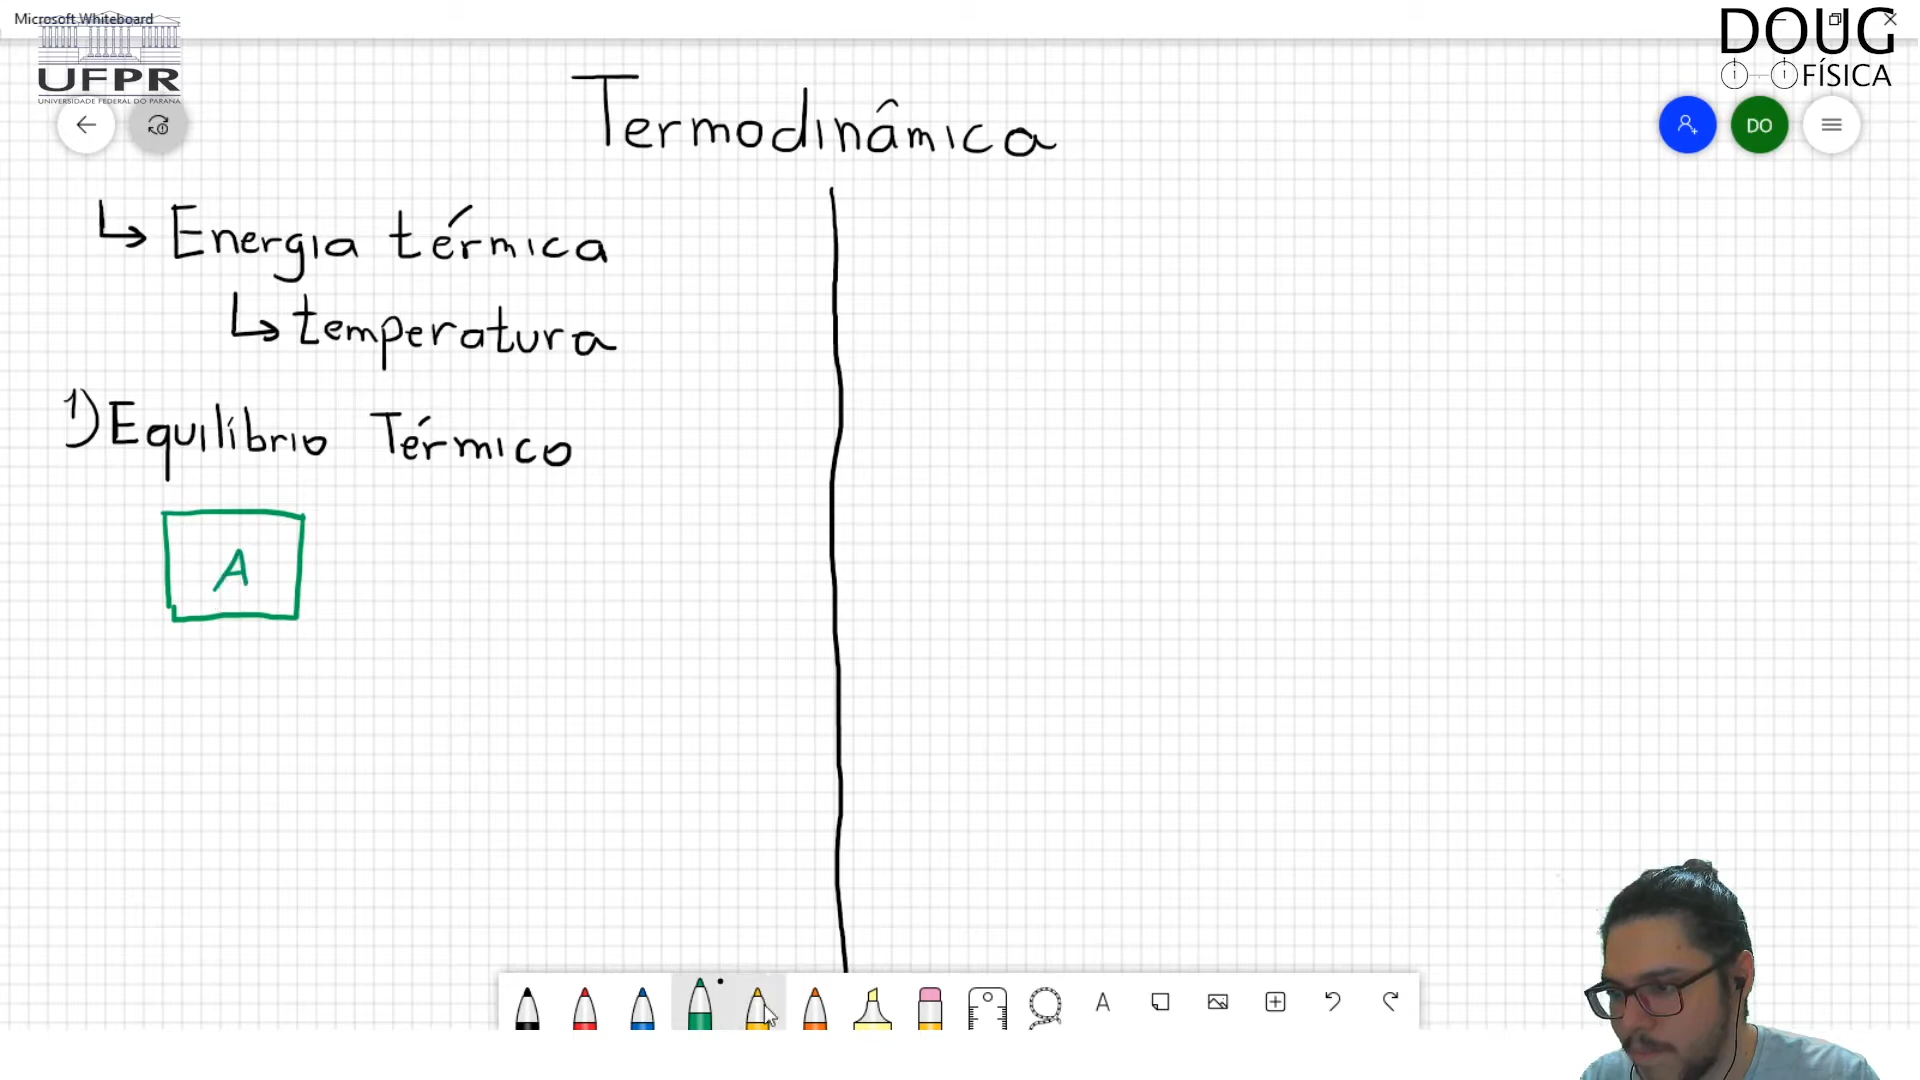 Microsoft Whiteboard
UFPR
UNIVERSIDADE FEDERAL DO PARANÁ
DOUG
FÍSICA
DO
Termodinâmica
↳ Energia térmica
↳ temperatura
1) Equilíbrio Térmico
A
A